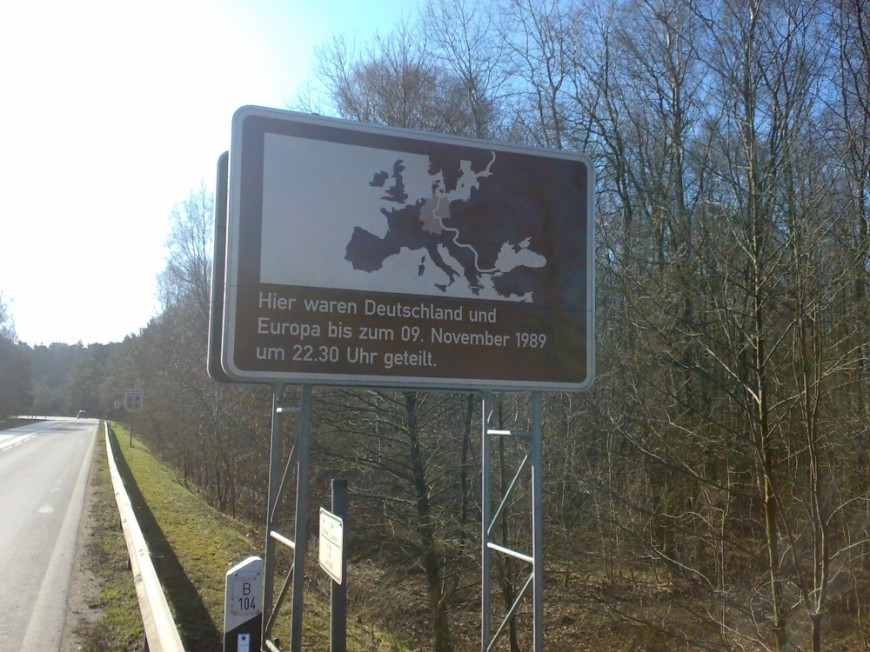 Hier waren Deutschland und
Europa bis zum 09. November 1989
um 22.30 Uhr geteilt.
B
104